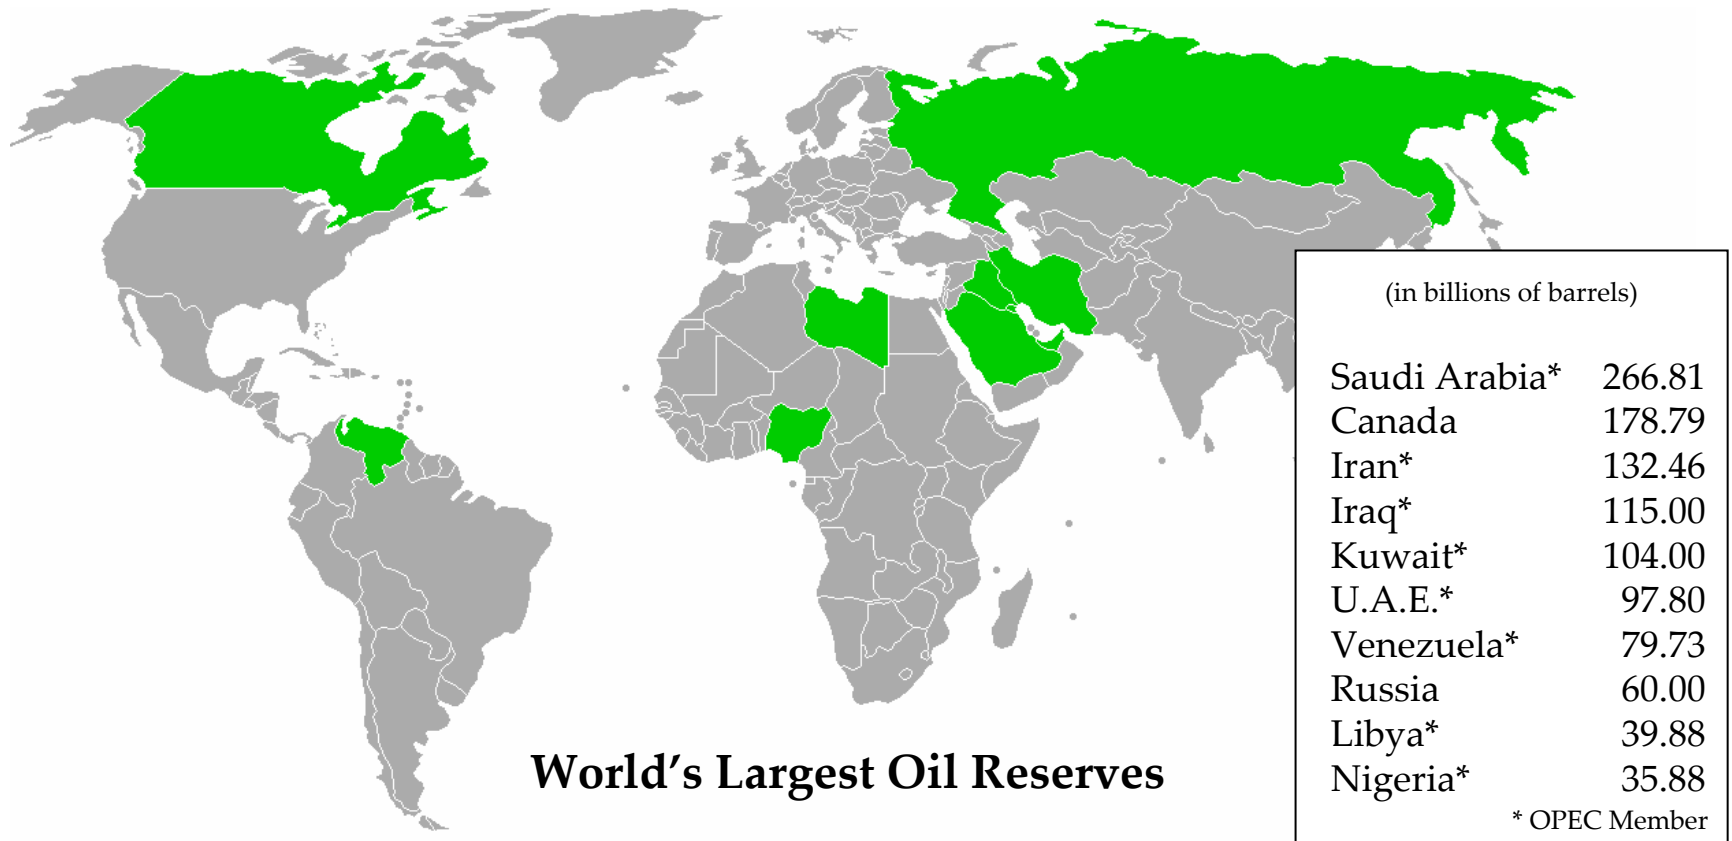 (in billions of barrels)
Saudi Arabia* 266.81
Canada 178.79
Iran* 132.46
Iraq* 115.00
Kuwait* 104.00
U.A.E.* 97.80
Venezuela* 79.73
Russia 60.00
Libya* 39.88
Nigeria* 35.88
* OPEC Member
World’s Largest Oil Reserves